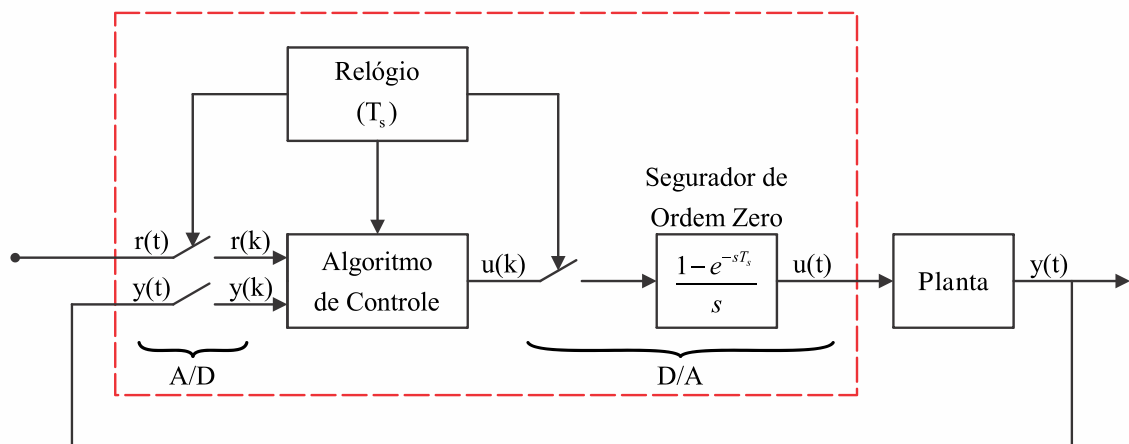 Relógio
(Tₛ)
Segurador de
Ordem Zero
r(t)
r(k)
y(t)
y(k)
Algoritmo
de Controle
u(k)
1 − e^{−sTₛ}
s
u(t)
Planta
y(t)
A/D
D/A